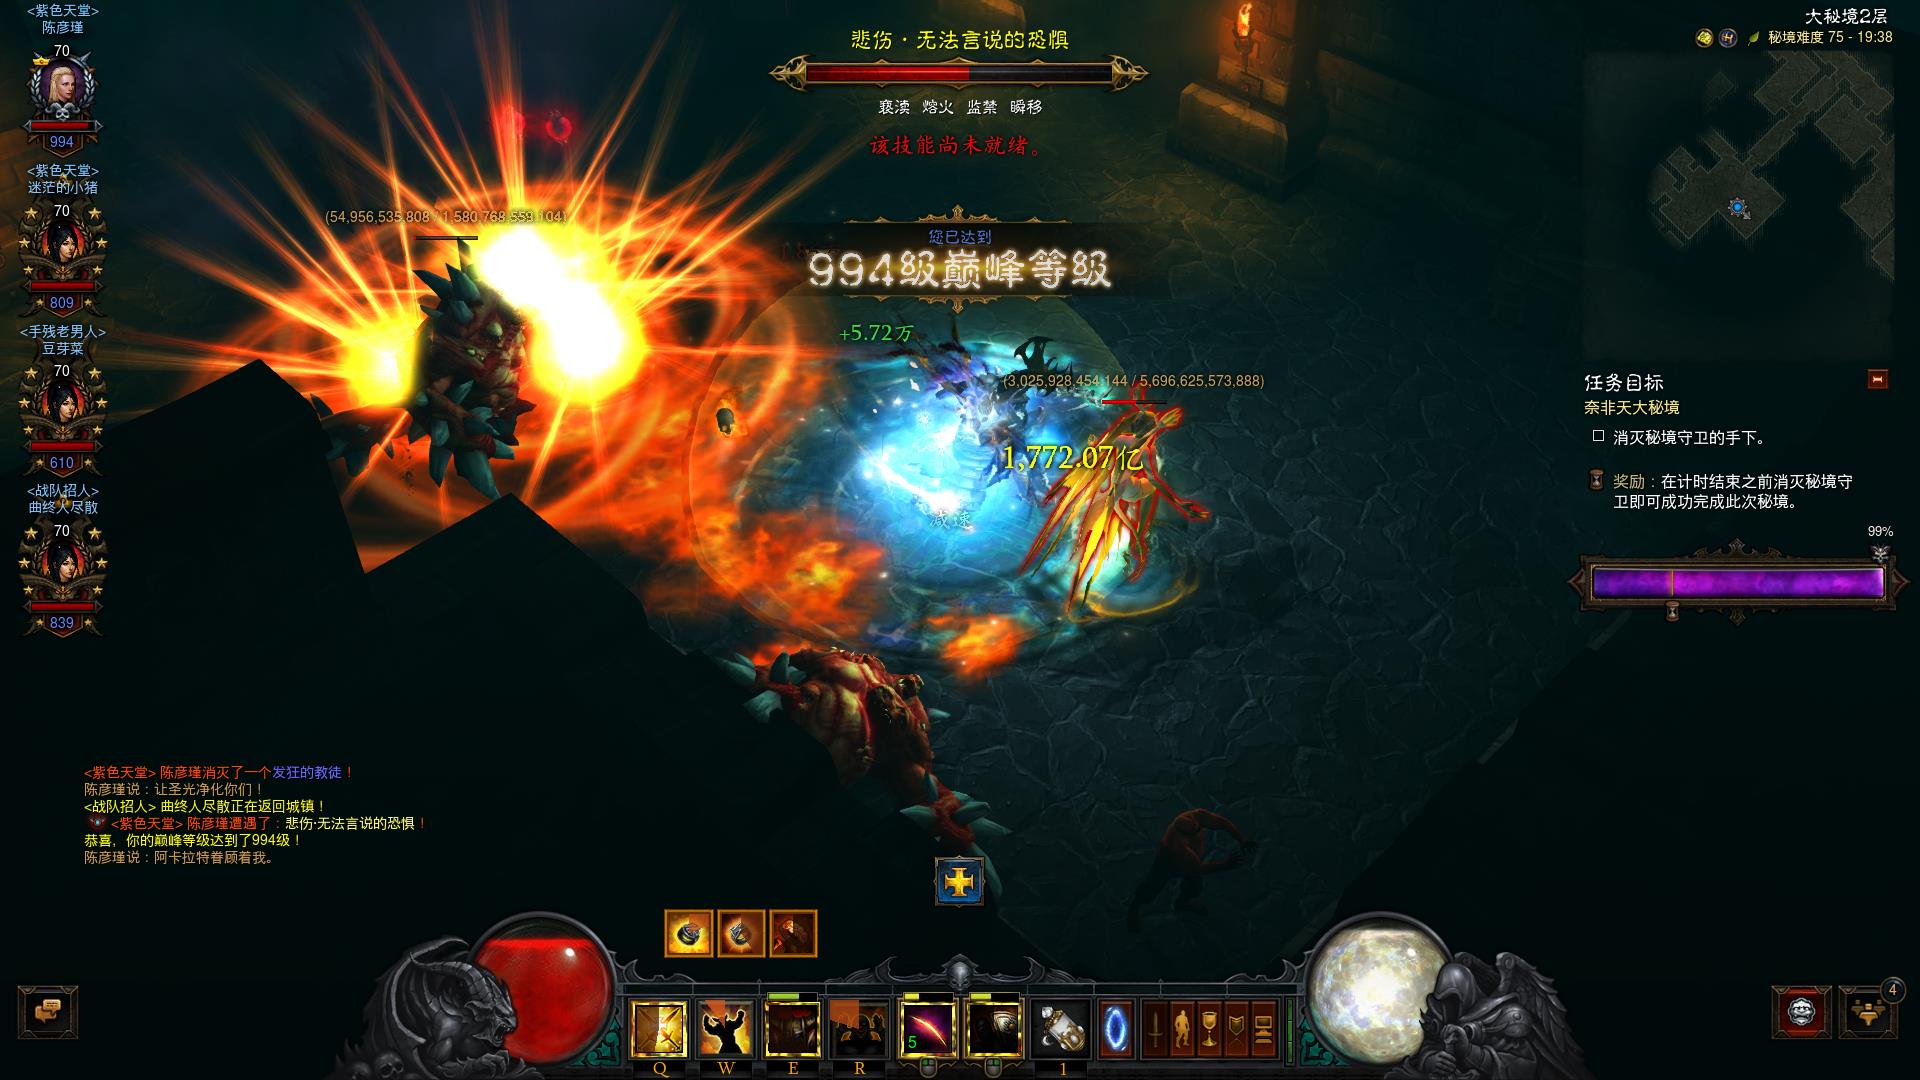 <紫色天堂>
陈彦瑾
70
994
<紫色天堂>
迷茫的小猪
70
809
<手残老男人>
豆芽菜
70
610
<战队招人>
曲终人尽散
70
839
悲伤·无法言说的恐惧
亵渎 熔火 监禁 瞬移
该技能尚未就绪。
(54,956,535,808 / 1,580,768,559,104)
您已达到
994级巅峰等级
+5.72万
(3,025,928,454,144 / 5,696,625,573,888)
1,772.07亿
减速
大秘境2层
秘境难度 75 - 19:38
任务目标
奈非天大秘境
消灭秘境守卫的手下。
奖励：在计时结束之前消灭秘境守
卫即可成功完成此次秘境。
99%
<紫色天堂> 陈彦瑾消灭了一个发狂的教徒！
陈彦瑾说：让圣光净化你们！
<战队招人> 曲终人尽散正在返回城镇！
<紫色天堂> 陈彦瑾遭遇了：悲伤·无法言说的恐惧！
恭喜，你的巅峰等级达到了994级！
陈彦瑾说：阿卡拉特眷顾着我。
5
Q W E R 1
4